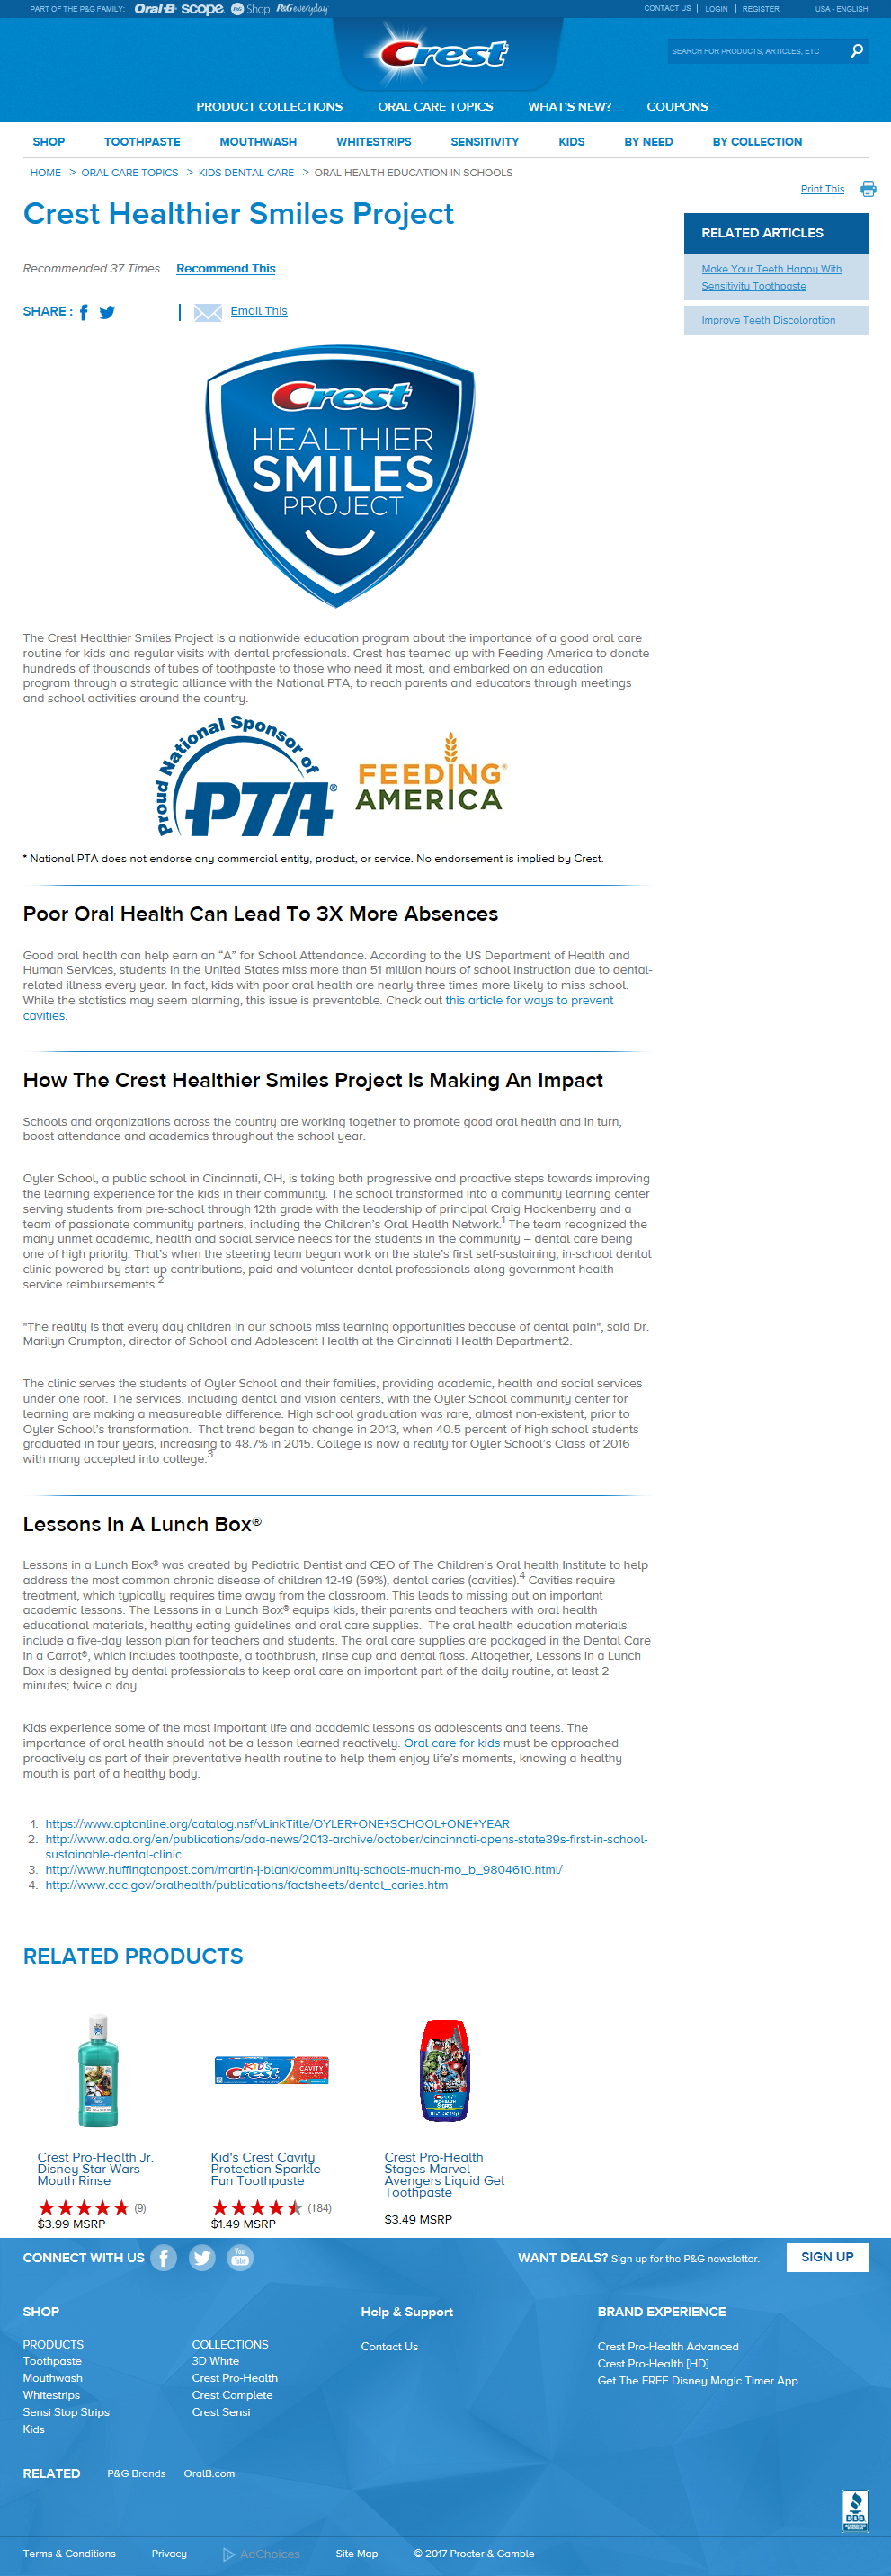 PART OF THE P&G FAMILY: Oral-B scope P&G Shop P&G everyday
CONTACT US | LOGIN | REGISTER USA - ENGLISH
Crest
SEARCH FOR PRODUCTS, ARTICLES, ETC
PRODUCT COLLECTIONS ORAL CARE TOPICS WHAT'S NEW? COUPONS
SHOP TOOTHPASTE MOUTHWASH WHITESTRIPS SENSITIVITY KIDS BY NEED BY COLLECTION
HOME > ORAL CARE TOPICS > KIDS DENTAL CARE > ORAL HEALTH EDUCATION IN SCHOOLS
Print This
Crest Healthier Smiles Project
RELATED ARTICLES
Make Your Teeth Happy With
Sensitivity Toothpaste
Improve Teeth Discoloration
Recommended 37 Times Recommend This
SHARE : | Email This
Crest
HEALTHIER
SMILES
PROJECT
The Crest Healthier Smiles Project is a nationwide education program about the importance of a good oral care
routine for kids and regular visits with dental professionals. Crest has teamed up with Feeding America to donate
hundreds of thousands of tubes of toothpaste to those who need it most, and embarked on an education
program through a strategic alliance with the National PTA, to reach parents and educators through meetings
and school activities around the country.
Proud National Sponsor of
PTA®
FEEDING®
AMERICA
* National PTA does not endorse any commercial entity, product, or service. No endorsement is implied by Crest.
Poor Oral Health Can Lead To 3X More Absences
Good oral health can help earn an “A” for School Attendance. According to the US Department of Health and
Human Services, students in the United States miss more than 51 million hours of school instruction due to dental-
related illness every year. In fact, kids with poor oral health are nearly three times more likely to miss school.
While the statistics may seem alarming, this issue is preventable. Check out this article for ways to prevent
cavities.
How The Crest Healthier Smiles Project Is Making An Impact
Schools and organizations across the country are working together to promote good oral health and in turn,
boost attendance and academics throughout the school year.
Oyler School, a public school in Cincinnati, OH, is taking both progressive and proactive steps towards improving
the learning experience for the kids in their community. The school transformed into a community learning center
serving students from pre-school through 12th grade with the leadership of principal Craig Hockenberry and a
team of passionate community partners, including the Children’s Oral Health Network.1 The team recognized the
many unmet academic, health and social service needs for the students in the community – dental care being
one of high priority. That’s when the steering team began work on the state’s first self-sustaining, in-school dental
clinic powered by start-up contributions, paid and volunteer dental professionals along government health
service reimbursements.2
"The reality is that every day children in our schools miss learning opportunities because of dental pain", said Dr.
Marilyn Crumpton, director of School and Adolescent Health at the Cincinnati Health Department2.
The clinic serves the students of Oyler School and their families, providing academic, health and social services
under one roof. The services, including dental and vision centers, with the Oyler School community center for
learning are making a measureable difference. High school graduation was rare, almost non-existent, prior to
Oyler School’s transformation. That trend began to change in 2013, when 40.5 percent of high school students
graduated in four years, increasing to 48.7% in 2015. College is now a reality for Oyler School’s Class of 2016
with many accepted into college.3
Lessons In A Lunch Box®
Lessons in a Lunch Box® was created by Pediatric Dentist and CEO of The Children’s Oral health Institute to help
address the most common chronic disease of children 12-19 (59%), dental caries (cavities).4 Cavities require
treatment, which typically requires time away from the classroom. This leads to missing out on important
academic lessons. The Lessons in a Lunch Box® equips kids, their parents and teachers with oral health
educational materials, healthy eating guidelines and oral care supplies. The oral health education materials
include a five-day lesson plan for teachers and students. The oral care supplies are packaged in the Dental Care
in a Carrot®, which includes toothpaste, a toothbrush, rinse cup and dental floss. Altogether, Lessons in a Lunch
Box is designed by dental professionals to keep oral care an important part of the daily routine, at least 2
minutes; twice a day.
Kids experience some of the most important life and academic lessons as adolescents and teens. The
importance of oral health should not be a lesson learned reactively. Oral care for kids must be approached
proactively as part of their preventative health routine to help them enjoy life’s moments, knowing a healthy
mouth is part of a healthy body.
1. https://www.aptonline.org/catalog.nsf/vLinkTitle/OYLER+ONE+SCHOOL+ONE+YEAR
2. http://www.ada.org/en/publications/ada-news/2013-archive/october/cincinnati-opens-state39s-first-in-school-
sustainable-dental-clinic
3. http://www.huffingtonpost.com/martin-j-blank/community-schools-much-mo_b_9804610.html/
4. http://www.cdc.gov/oralhealth/publications/factsheets/dental_caries.htm
RELATED PRODUCTS
KID'S
Crest
CAVITY
Crest Pro-Health Jr.
Disney Star Wars
Mouth Rinse
(9)
$3.99 MSRP
Kid's Crest Cavity
Protection Sparkle
Fun Toothpaste
(184)
$1.49 MSRP
Crest Pro-Health
Stages Marvel
Avengers Liquid Gel
Toothpaste
$3.49 MSRP
CONNECT WITH US You Tube WANT DEALS? Sign up for the P&G newsletter. SIGN UP
SHOP
PRODUCTS
Toothpaste
Mouthwash
Whitestrips
Sensi Stop Strips
Kids
COLLECTIONS
3D White
Crest Pro-Health
Crest Complete
Crest Sensi
Help & Support
Contact Us
BRAND EXPERIENCE
Crest Pro-Health Advanced
Crest Pro-Health [HD]
Get The FREE Disney Magic Timer App
RELATED P&G Brands | OralB.com
BBB
Terms & Conditions Privacy AdChoices Site Map © 2017 Procter & Gamble